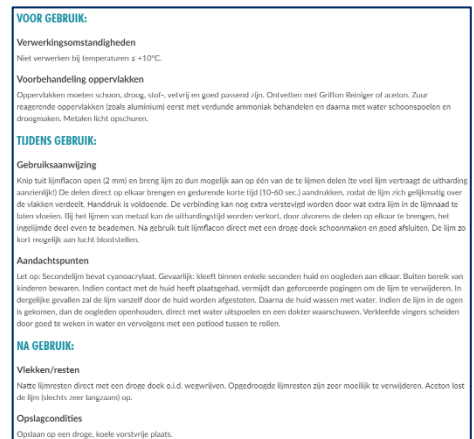 VOOR GEBRUIK:
Verwerkingsomstandigheden
Niet verwerken bij temperaturen ≤ +10°C.
Voorbehandeling oppervlakken
Oppervlakken moeten schoon, droog, stof-, vetvrij en goed passend zijn. Ontvetten met Griffon Reiniger of aceton. Zuur
reagerende oppervlakken (zoals aluminium) eerst met verdunde ammoniak behandelen en daarna met water schoonspoelen en
droogmaken. Metalen licht opschuren.
TIJDENS GEBRUIK:
Gebruiksaanwijzing
Knip tuit lijmflacon open (2 mm) en breng lijm zo dun mogelijk aan op één van de te lijmen delen (te veel lijm vertraagt de uitharding
aanzienlijk!) De delen direct op elkaar brengen en gedurende korte tijd (10-60 sec.) aandrukken, zodat de lijm zich gelijkmatig over
de vlakken verdeelt. Handdruk is voldoende. De verbinding kan nog extra verstevigd worden door wat extra lijm in de lijmnaad te
laten vloeien. Bij het lijmen van metaal kan de uithardingstijd worden verkort, door alvorens de delen op elkaar te brengen, het
ingelijmde deel even te beademen. Na gebruik tuit lijmflacon direct met een droge doek schoonmaken en goed afsluiten. De lijm zo
kort mogelijk aan lucht blootstellen.
Aandachtspunten
Let op: Secondelijm bevat cyanoacrylaat. Gevaarlijk: kleeft binnen enkele seconden huid en oogleden aan elkaar. Buiten bereik van
kinderen bewaren. Indien contact met de huid heeft plaatsgehad, vermijdt dan geforceerde pogingen om de lijm te verwijderen. In
dergelijke gevallen zal de lijm vanzelf door de huid worden afgestoten. Daarna de huid wassen met water. Indien de lijm in de ogen
is gekomen, dan de oogleden openhouden, direct met water uitspoelen en een dokter waarschuwen. Verkleefde vingers scheiden
door goed te weken in water en vervolgens met een potlood tussen te rollen.
NA GEBRUIK:
Vlekken/resten
Natte lijmresten direct met een droge doek o.i.d. wegwrijven. Opgedroogde lijmresten zijn zeer moeilijk te verwijderen. Aceton lost
de lijm (slechts zeer langzaam) op.
Opslagcondities
Opslaan op een droge, koele vorstvrije plaats.